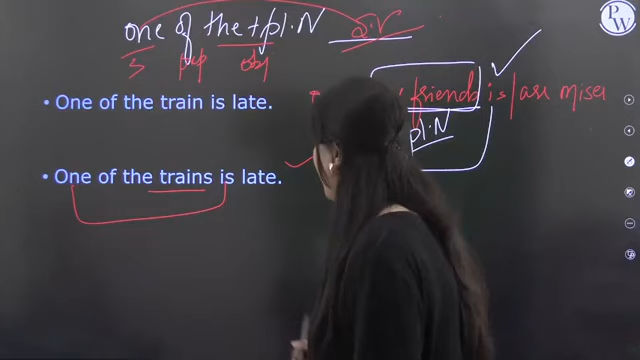 one of the + pl. N S.V
S prep obj
PW
• One of the train is late.
friends is/are miser
pl. N
• One of the trains is late.